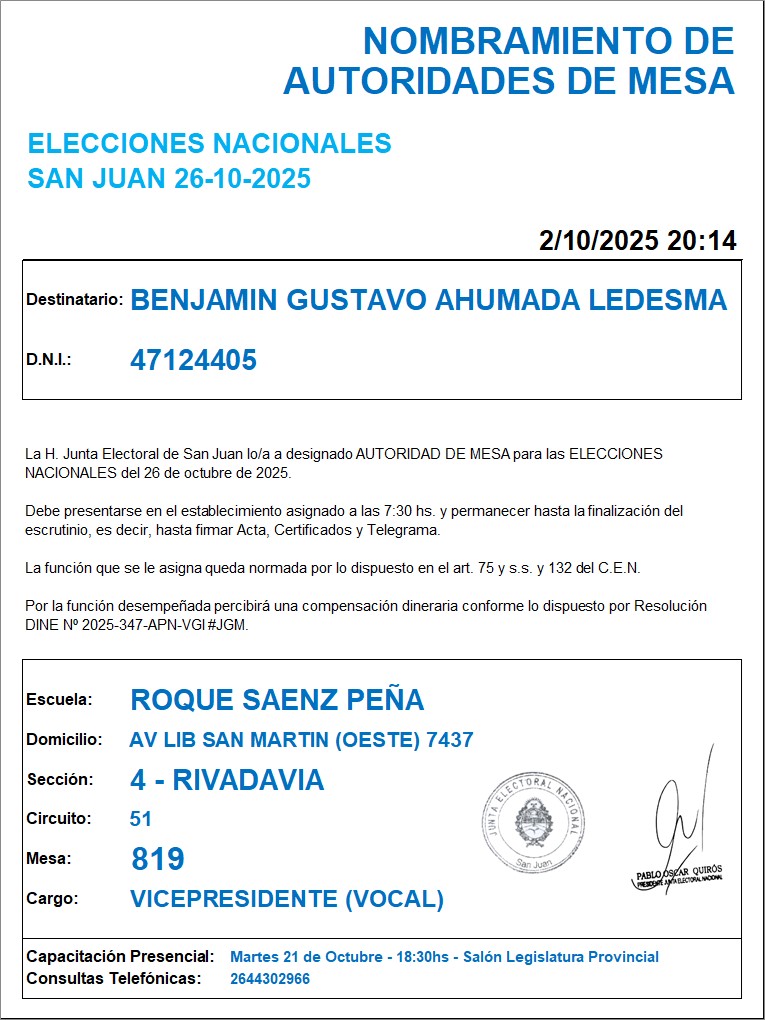 NOMBRAMIENTO DE
AUTORIDADES DE MESA
ELECCIONES NACIONALES
SAN JUAN 26-10-2025
2/10/2025 20:14
Destinatario: BENJAMIN GUSTAVO AHUMADA LEDESMA
D.N.I.: 47124405
La H. Junta Electoral de San Juan lo/a a designado AUTORIDAD DE MESA para las ELECCIONES
NACIONALES del 26 de octubre de 2025.
Debe presentarse en el establecimiento asignado a las 7:30 hs. y permanecer hasta la finalización del
escrutinio, es decir, hasta firmar Acta, Certificados y Telegrama.
La función que se le asigna queda normada por lo dispuesto en el art. 75 y s.s. y 132 del C.E.N.
Por la función desempeñada percibirá una compensación dineraria conforme lo dispuesto por Resolución
DINE Nº 2025-347-APN-VGI#JGM.
Escuela: ROQUE SAENZ PEÑA
Domicilio: AV LIB SAN MARTIN (OESTE) 7437
Sección: 4 - RIVADAVIA
Circuito: 51
Mesa: 819
Cargo: VICEPRESIDENTE (VOCAL)
JUNTA ELECTORAL NACIONAL
San Juan
PABLO OSCAR QUIRÓS
PRESIDENTE JUNTA ELECTORAL NACIONAL
Capacitación Presencial: Martes 21 de Octubre - 18:30hs - Salón Legislatura Provincial
Consultas Telefónicas: 2644302966